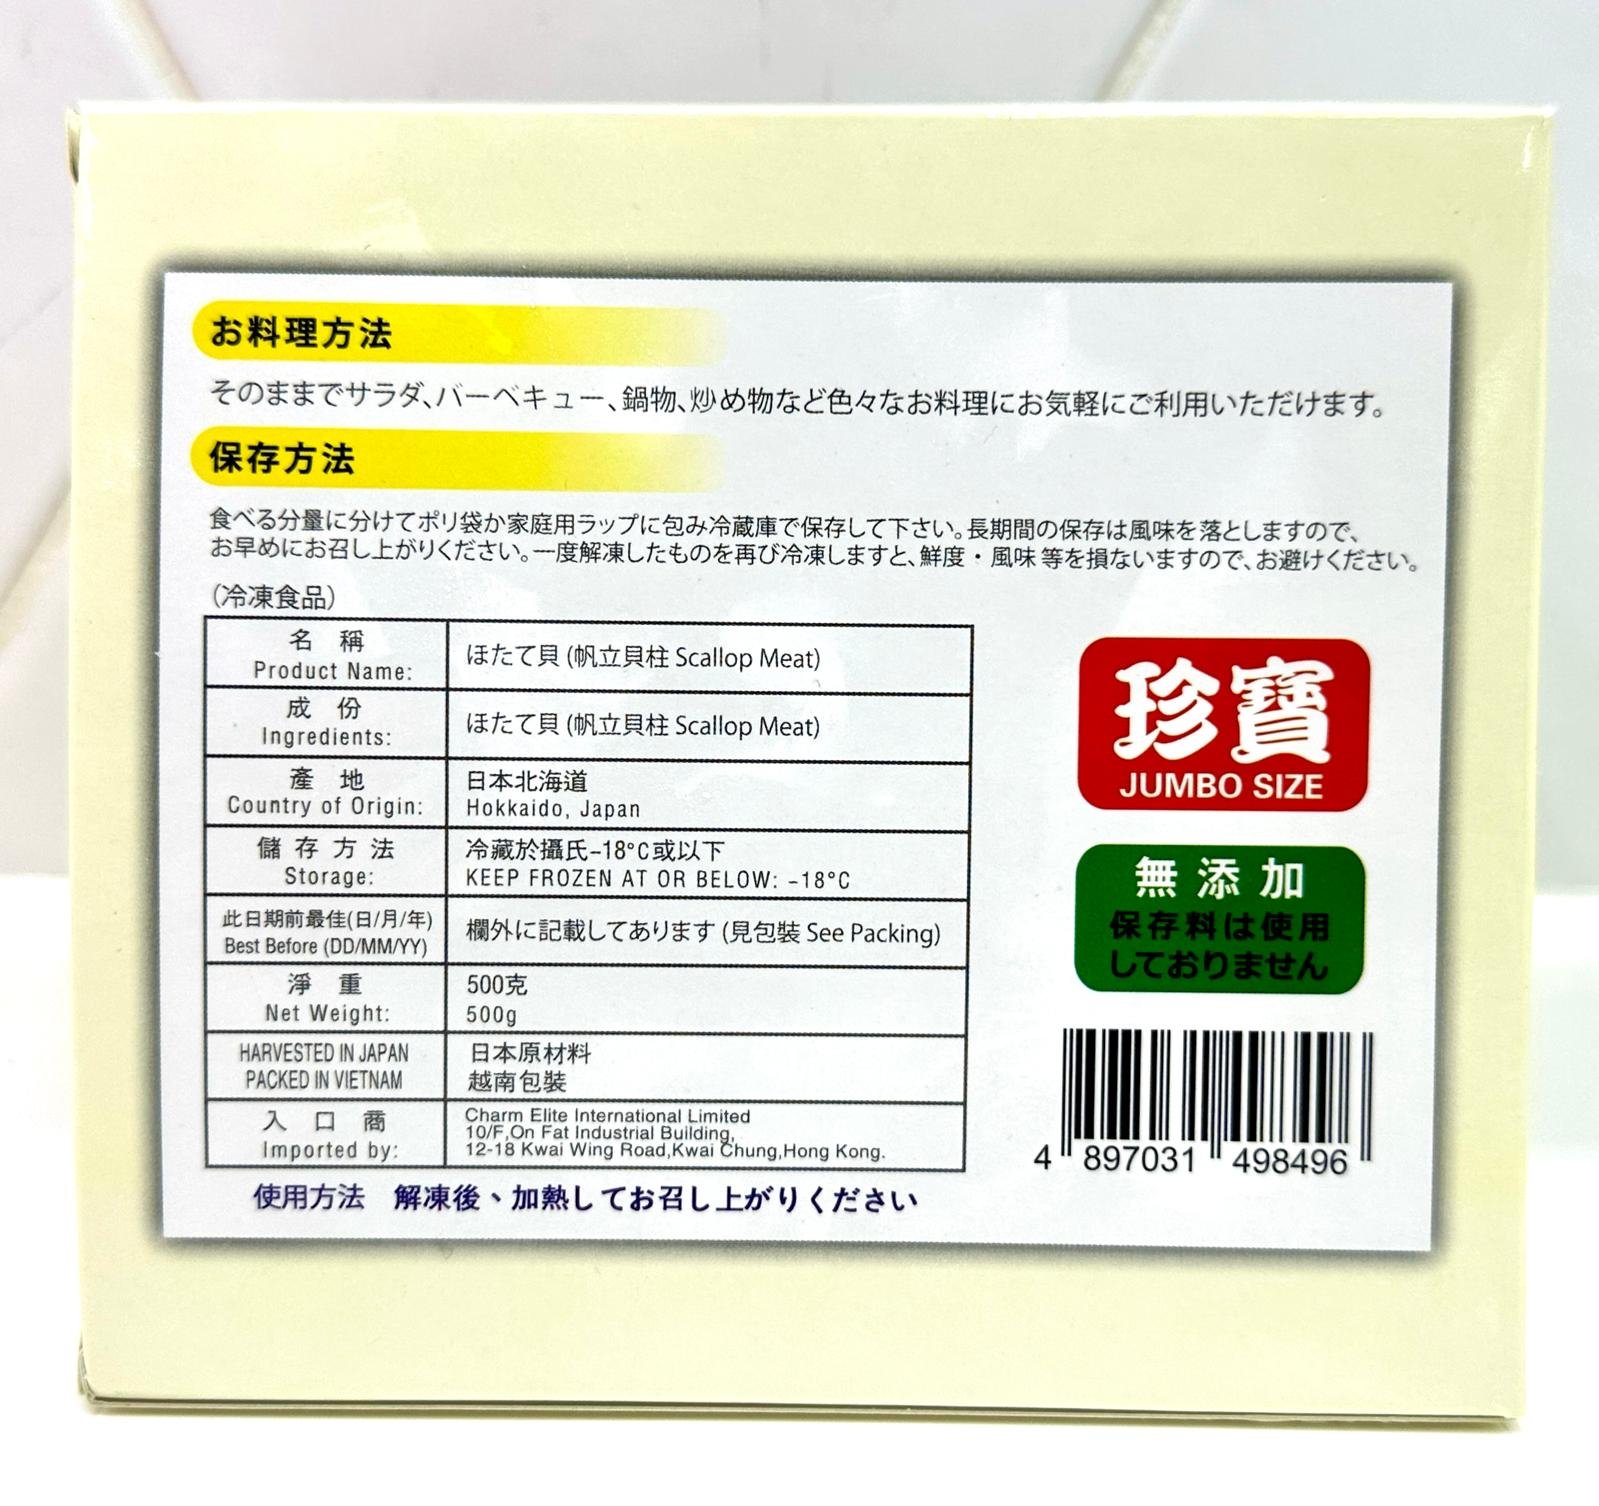 お料理方法
そのままでサラダ、バーベキュー、鍋物、炒め物など色々なお料理にお気軽にご利用いただけます。
保存方法
食べる分量に分けてポリ袋か家庭用ラップに包み冷蔵庫で保存して下さい。長期間の保存は風味を落としますので、
お早めにお召し上がりください。一度解凍したものを再び冷凍しますと、鮮度・風味等を損ないますので、お避けください。
(冷凍食品)
名稱
Product Name:
ほたて貝 (帆立貝柱 Scallop Meat)
成份
Ingredients:
ほたて貝 (帆立貝柱 Scallop Meat)
產地
Country of Origin:
日本北海道
Hokkaido, Japan
儲存方法
Storage:
冷藏於攝氏-18°C或以下
KEEP FROZEN AT OR BELOW: -18°C
此日期前最佳(日/月/年)
Best Before (DD/MM/YY)
欄外に記載してあります (見包裝 See Packing)
淨重
Net Weight:
500克
500g
HARVESTED IN JAPAN
PACKED IN VIETNAM
日本原材料
越南包裝
入口商
Imported by:
Charm Elite International Limited
10/F,On Fat Industrial Building,
12-18 Kwai Wing Road,Kwai Chung,Hong Kong.
使用方法 解凍後、加熱してお召し上がりください
珍寶
JUMBO SIZE
無添加
保存料は使用
しておりません
4 897031 498496